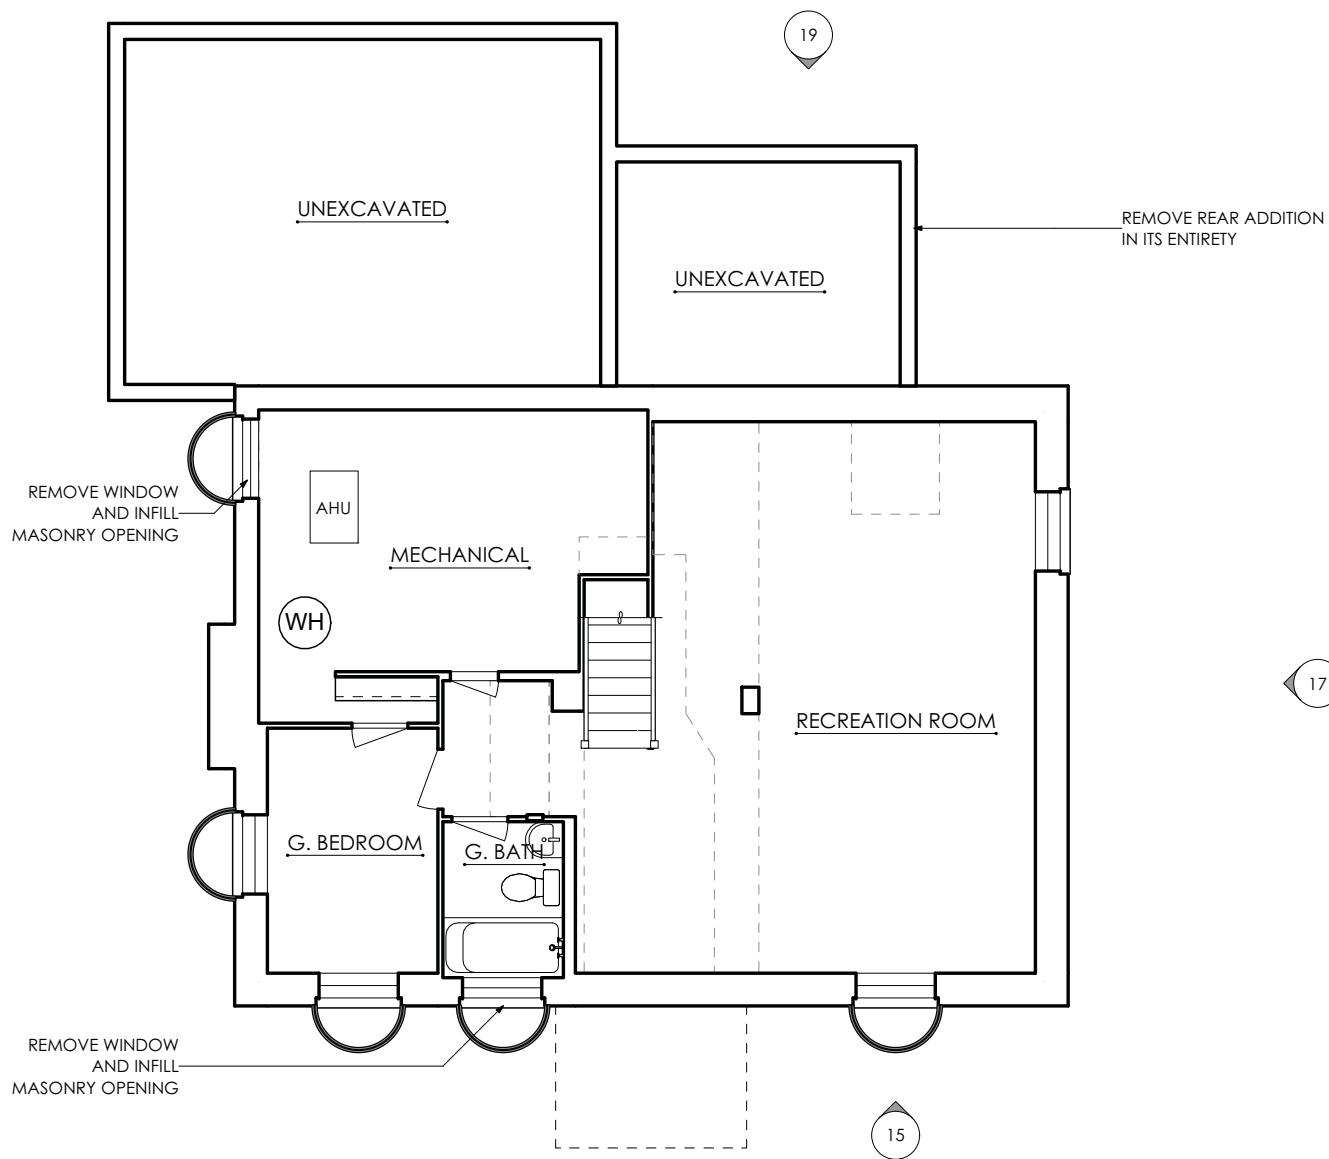 19
UNEXCAVATED
REMOVE REAR ADDITION
IN ITS ENTIRETY
UNEXCAVATED
REMOVE WINDOW
AND INFILL
MASONRY OPENING
AHU
MECHANICAL
WH
17
RECREATION ROOM
G. BEDROOM
G. BATH
REMOVE WINDOW
AND INFILL
MASONRY OPENING
15